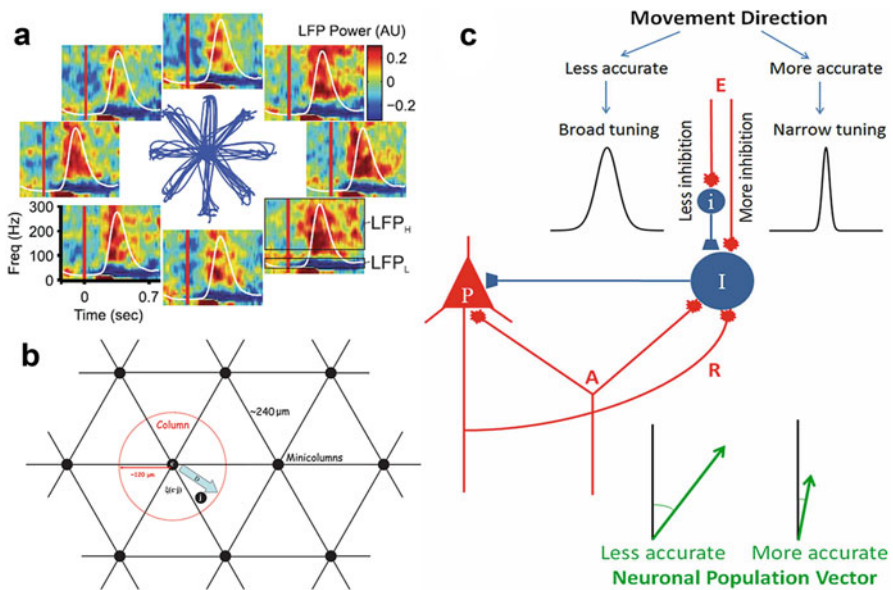 a
LFP Power (AU)
0.2
0
−0.2
300
200
100
0
Freq (Hz)
0
0.7
Time (sec)
LFPH
LFPL
b
~240 µm
Column
Minicolumns
~120 µm
c
Movement Direction
Less accurate
More accurate
E
Broad tuning
Narrow tuning
Less inhibition
More inhibition
i
I
P
A
R
Less accurate
More accurate
Neuronal Population Vector